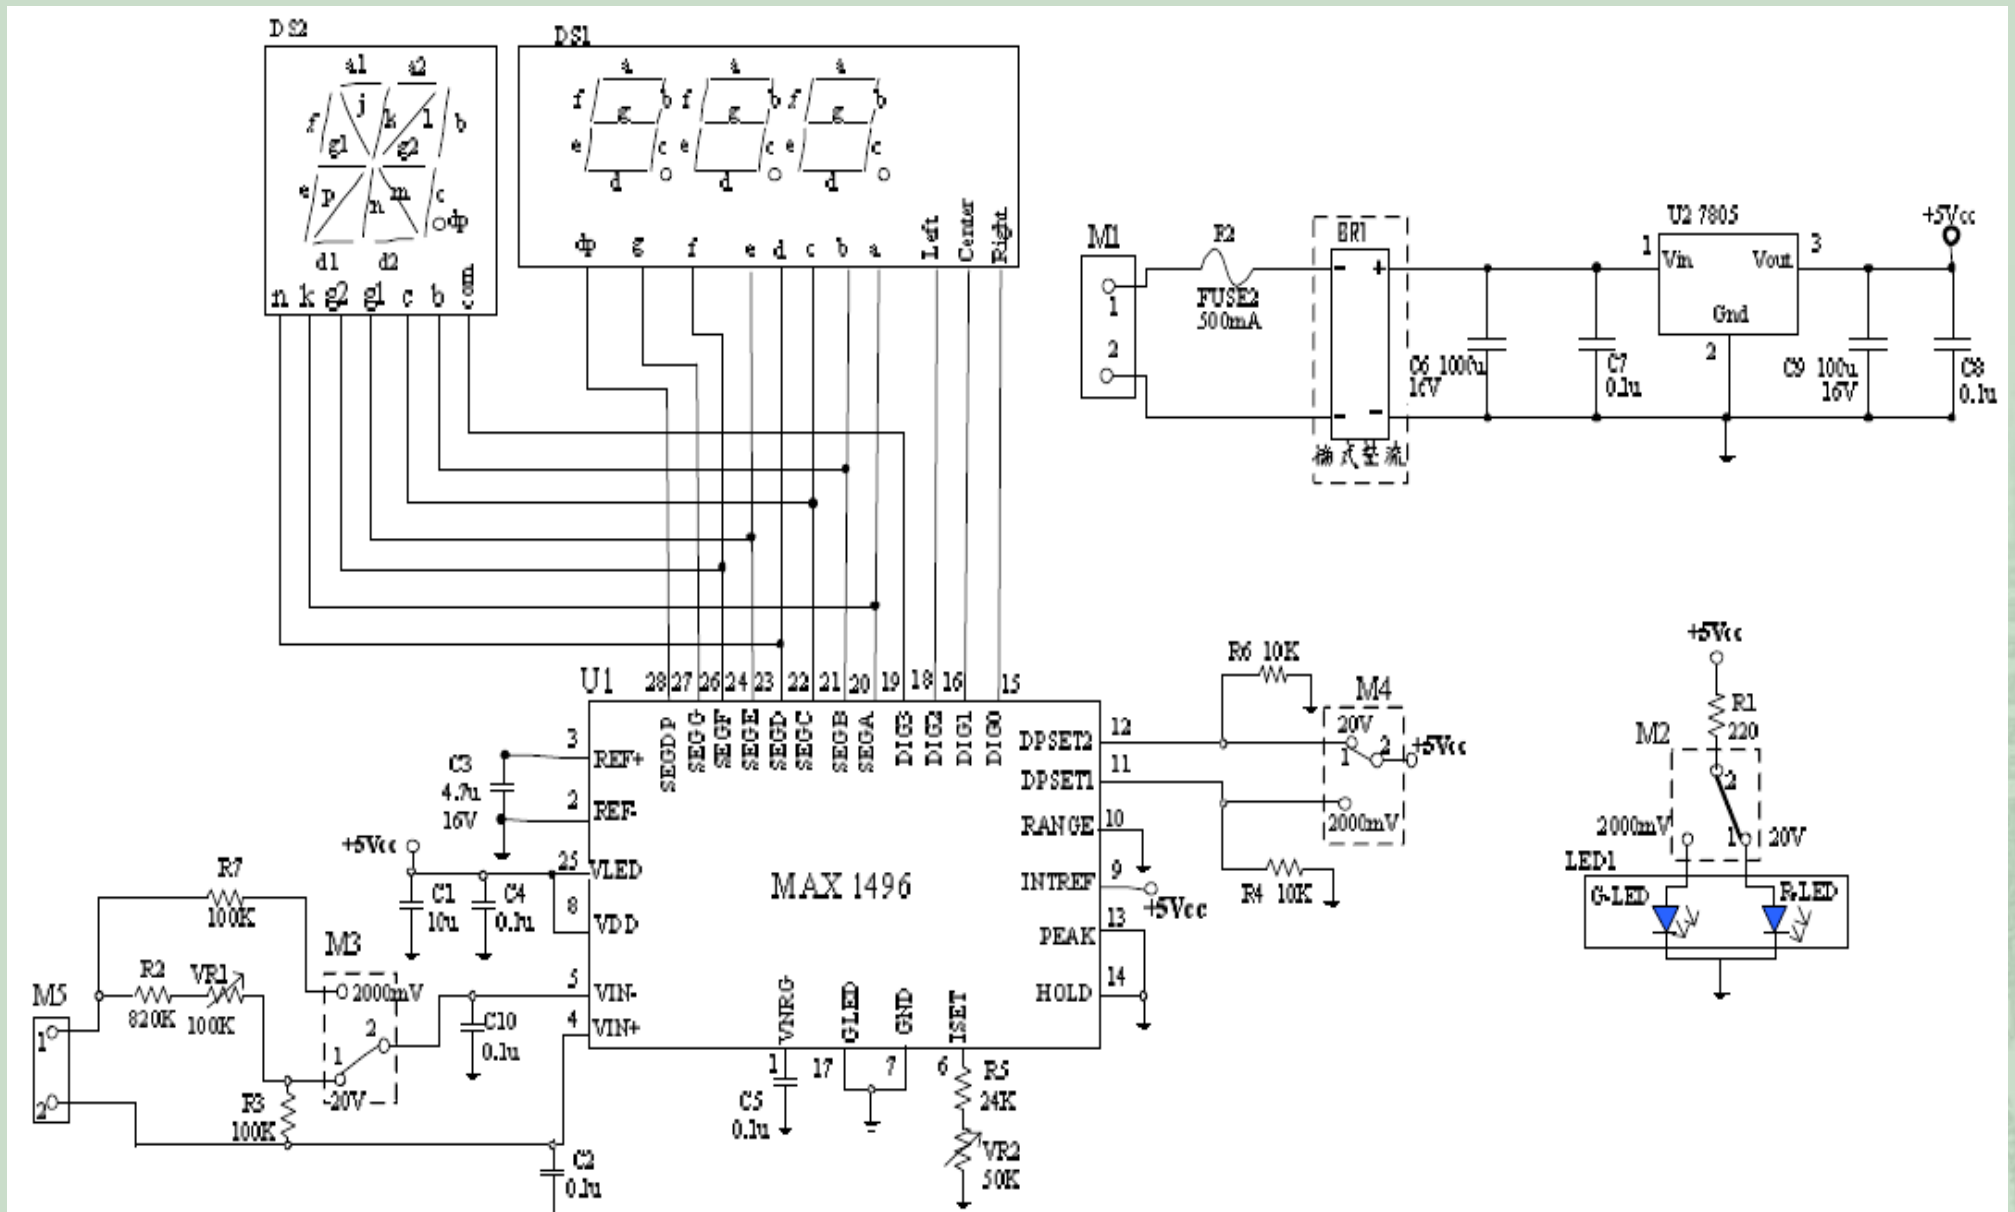 DS2
a1 a2
j
f k l b
g1 g2
e p n m c
dp
d1 d2
n k g2 g1 c b com
DS1
a a a
f b f b f b
g g g
e c e c e c
d d d
dp g f e d c b a Left Center Right
M1
1
2
F2
FUSE2
500mA
BR1
- +
- -
桥式整流
C6 1000u
16V
C7
0.1u
U2 7805
1 Vin Vout 3
Gnd
2
+5Vcc
C9 100u
16V
C8
0.1u
U1
28 27 26 24 23 22 21 20 19 18 16 15
SEGDP SEGG SEGF SEGE SEGD SEGC SEGB SEGA DIG3 DIG2 DIG1 DIG0
MAX 1496
3 REF+
2 REF-
25 VLED
8 VDD
5 VIN-
4 VIN+
C3
4.7u
16V
+5Vcc
C1
10u
C4
0.1u
R7
100K
M3
2000mV
2
1
20V
R2
820K
VR1
100K
M5
1
2
R3
100K
C10
0.1u
C2
0.1u
VNRG GLED GND ISET
1 17 7 6
C5
0.1u
R5
24K
VR2
50K
DPSET2 12
DPSET1 11
RANGE 10
INTREF 9
+5Vcc
PEAK 13
HOLD 14
R6 10K
M4
20V
1 2 +5Vcc
2000mV
R4 10K
+5Vcc
R1
220
M2
2
2000mV 1 20V
LED1
G-LED R-LED